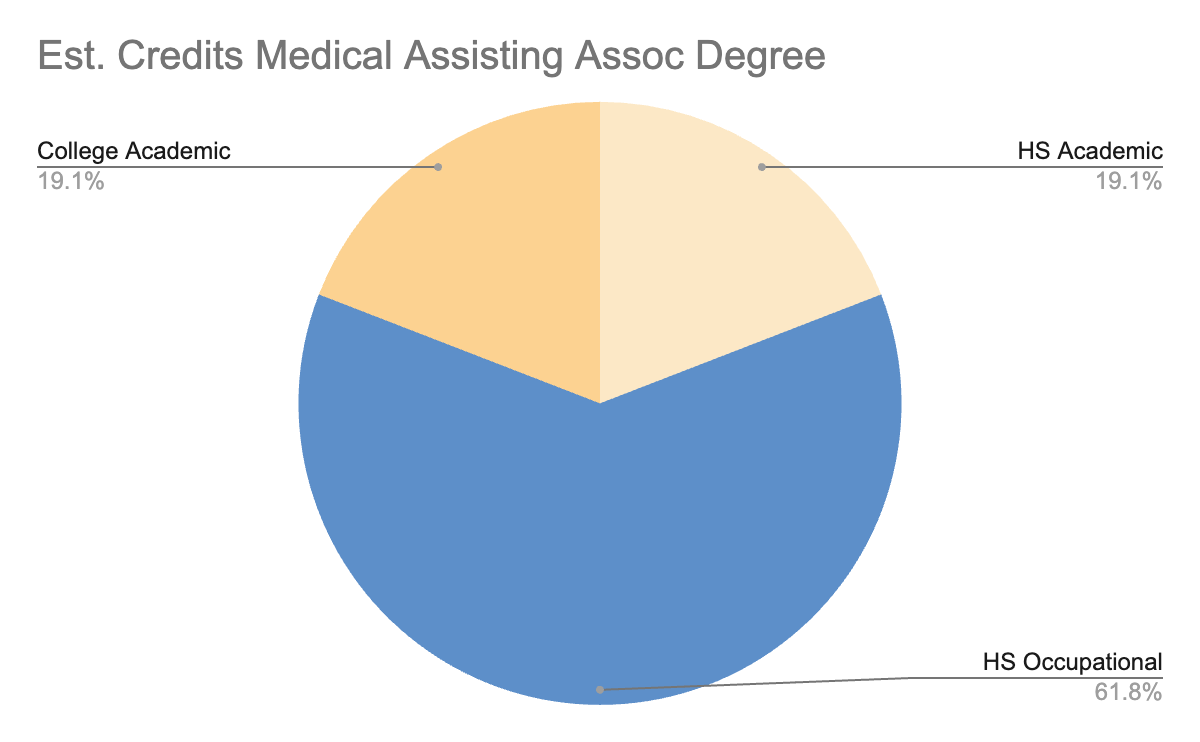 Est. Credits Medical Assisting Assoc Degree
College Academic
19.1%
HS Academic
19.1%
HS Occupational
61.8%